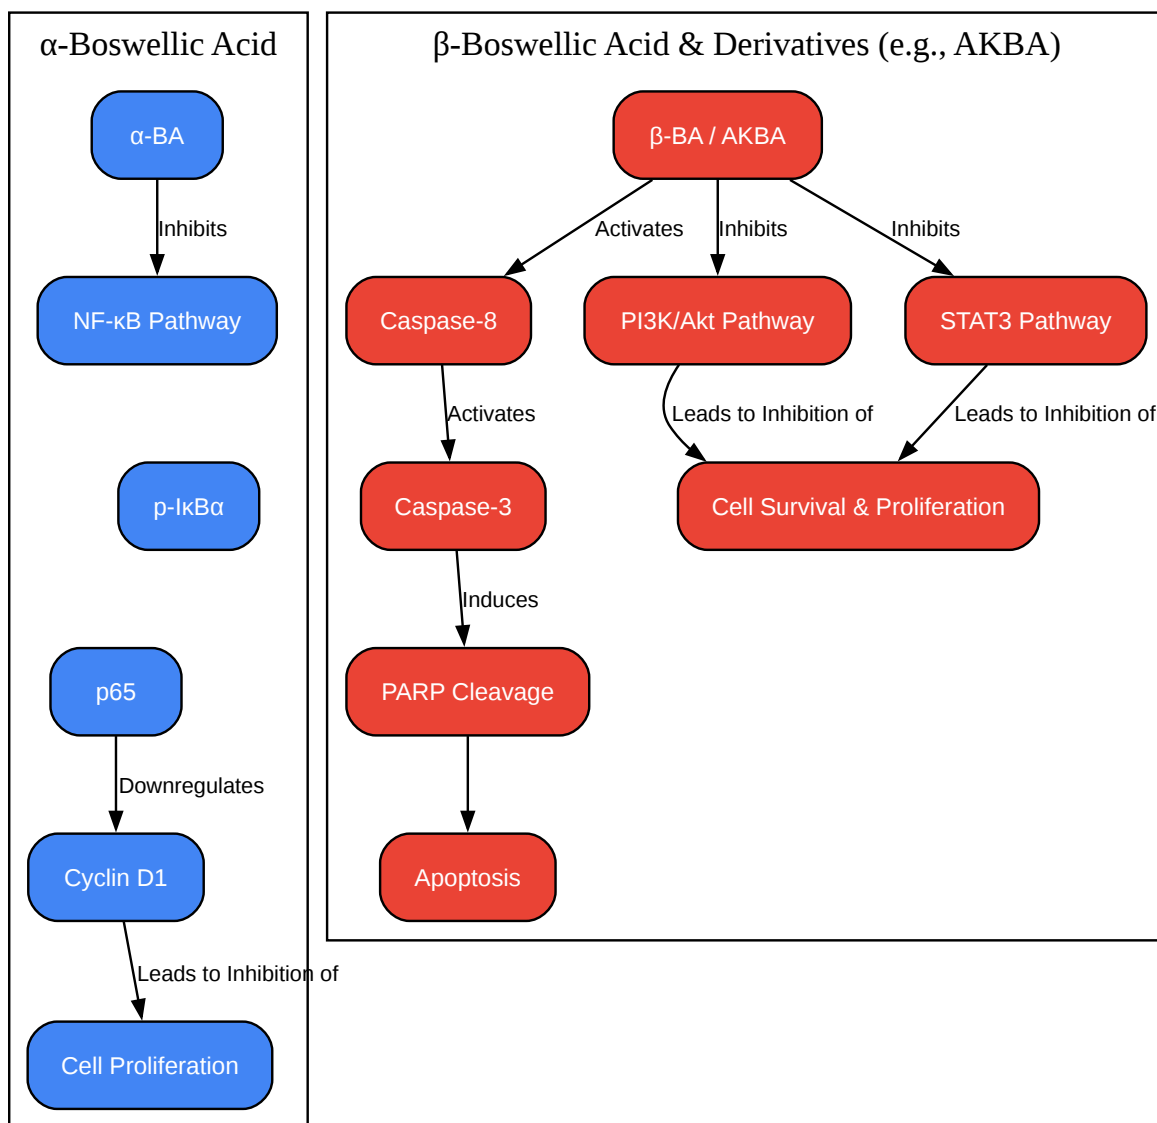 α-Boswellic Acid
α-BA
Inhibits
NF-κB Pathway
p-IκBα
p65
Downregulates
Cyclin D1
Leads to Inhibition of
Cell Proliferation
β-Boswellic Acid & Derivatives (e.g., AKBA)
β-BA / AKBA
Activates
Inhibits
Inhibits
Caspase-8
PI3K/Akt Pathway
STAT3 Pathway
Activates
Leads to Inhibition of
Leads to Inhibition of
Caspase-3
Cell Survival & Proliferation
Induces
PARP Cleavage
Apoptosis